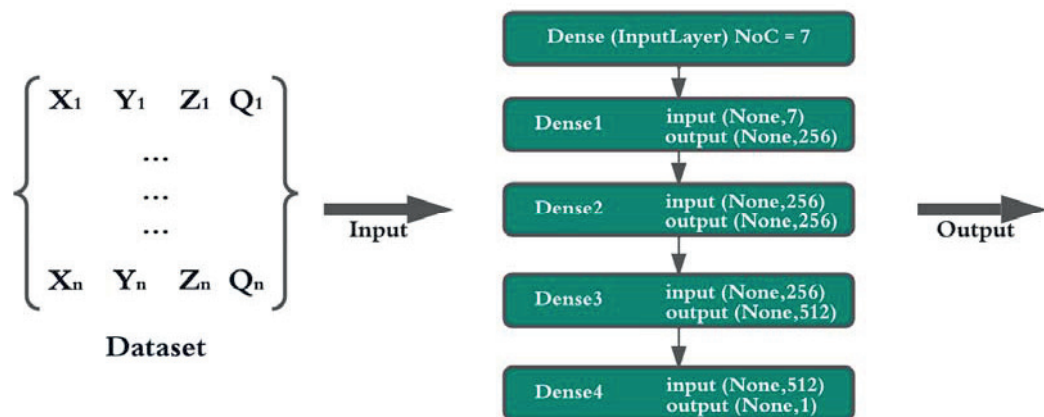 X1 Y1 Z1 Q1
...
...
...
Xn Yn Zn Qn
Dataset
Input
Dense (InputLayer) NoC = 7
Dense1 input (None,7)
output (None,256)
Dense2 input (None,256)
output (None,256)
Dense3 input (None,256)
output (None,512)
Dense4 input (None,512)
output (None,1)
Output